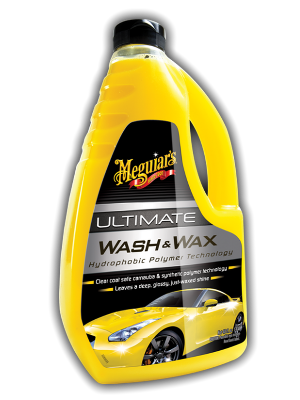 Meguiar's
ULTIMATE
WASH & WAX
Hydrophobic Polymer Technology
Clear coat safe carnauba & synthetic polymer technology
Leaves a deep, glossy, just-waxed shine